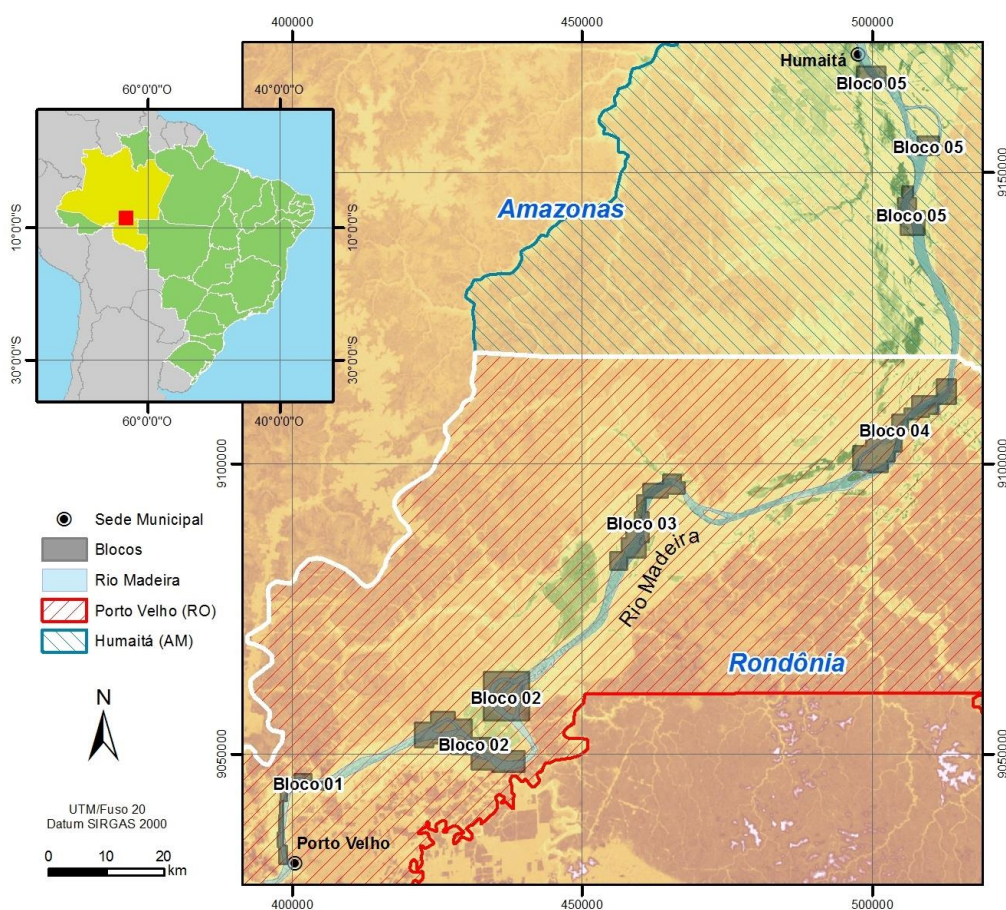 400000
450000
500000
Humaitá
Bloco 05
60°0'0"O
40°0'0"O
Bloco 05
9150000
Amazonas
Bloco 05
10°0'0"S
10°0'0"S
30°0'0"S
30°0'0"S
60°0'0"O
40°0'0"O
Bloco 04
9100000
9100000
Sede Municipal
Blocos
Rio Madeira
Porto Velho (RO)
Humaitá (AM)
Bloco 03
Rio Madeira
Rondônia
N
Bloco 02
Bloco 02
9050000
9050000
Bloco 01
UTM/Fuso 20
Datum SIRGAS 2000
Porto Velho
0 10 20
km
400000
450000
500000